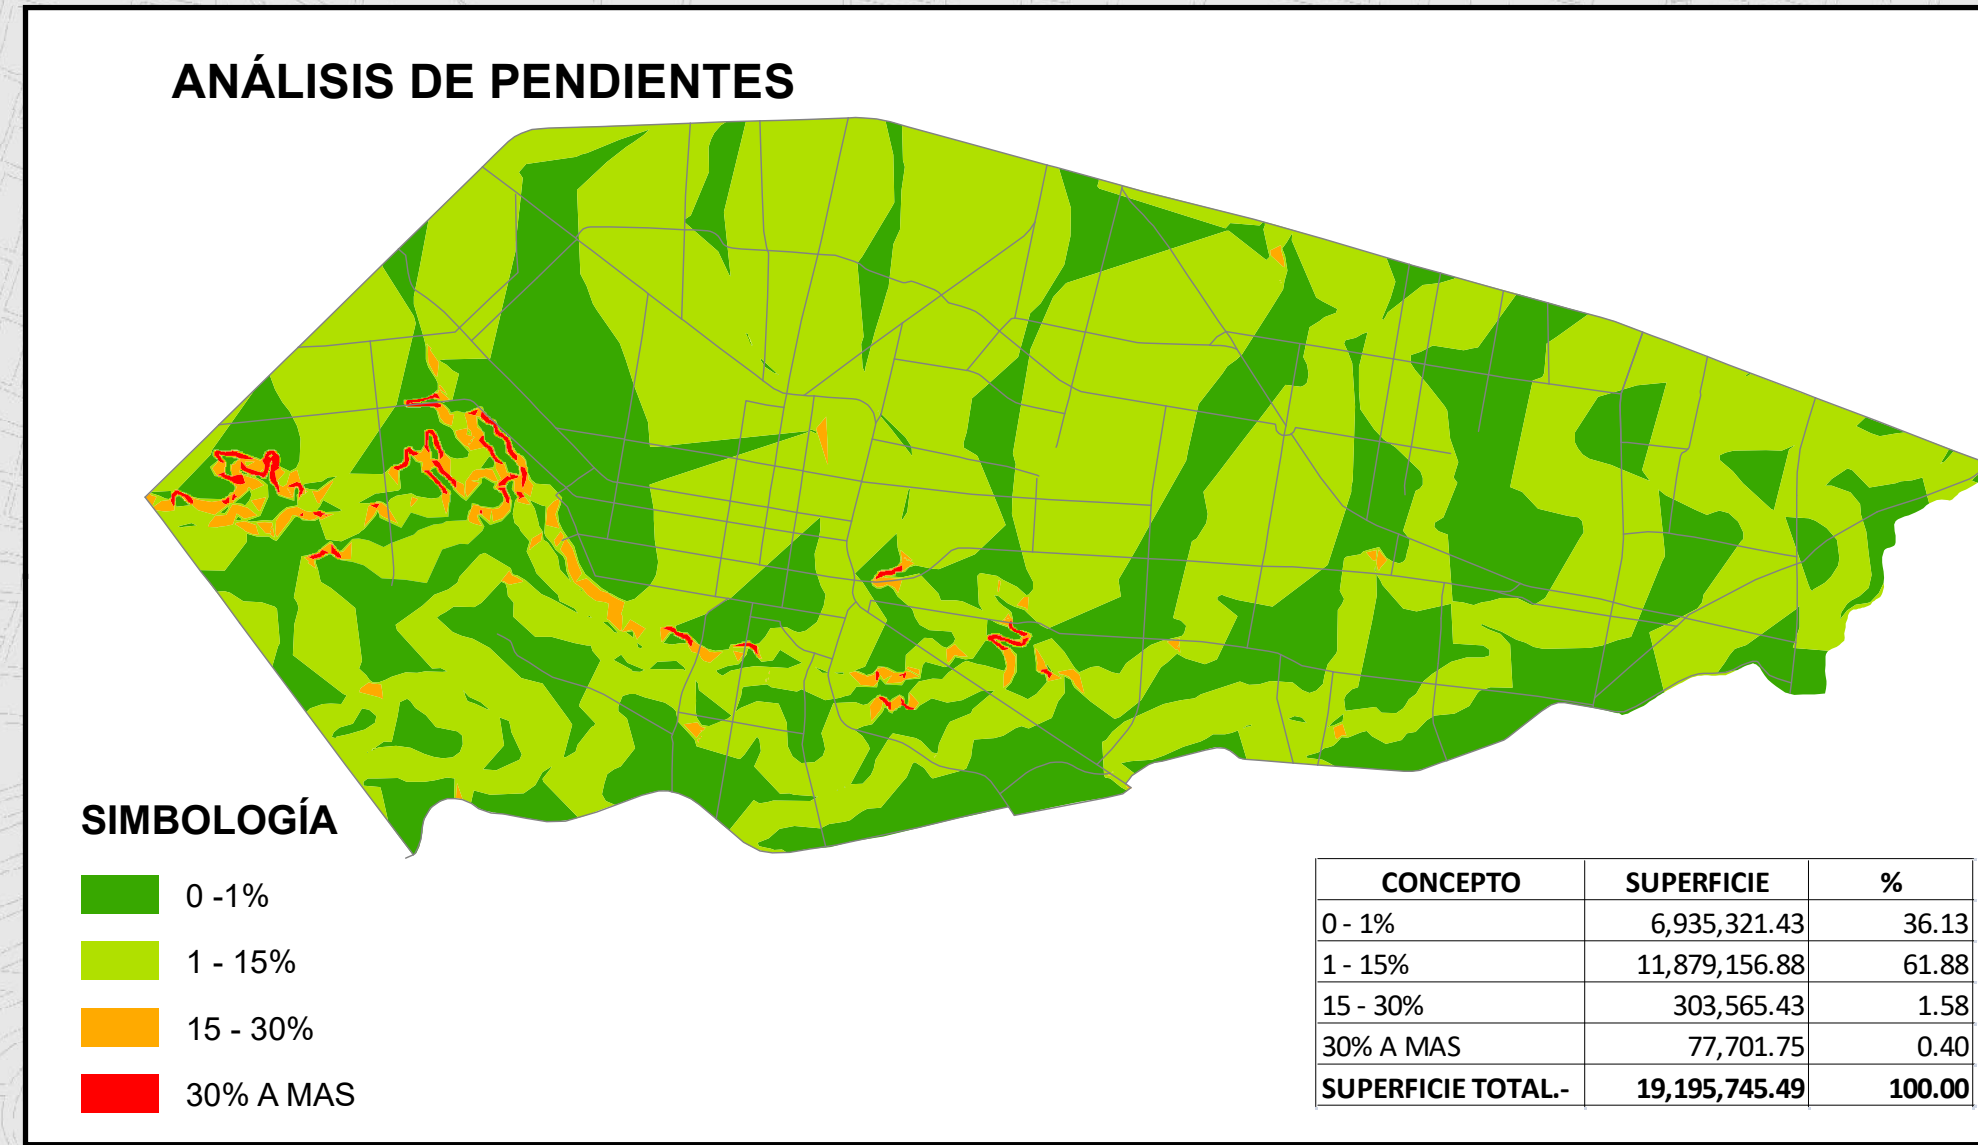 ANÁLISIS DE PENDIENTES
SIMBOLOGÍA
0 -1%
1 - 15%
15 - 30%
30% A MAS
CONCEPTO SUPERFICIE %
0 - 1% 6,935,321.43 36.13
1 - 15% 11,879,156.88 61.88
15 - 30% 303,565.43 1.58
30% A MAS 77,701.75 0.40
SUPERFICIE TOTAL.- 19,195,745.49 100.00